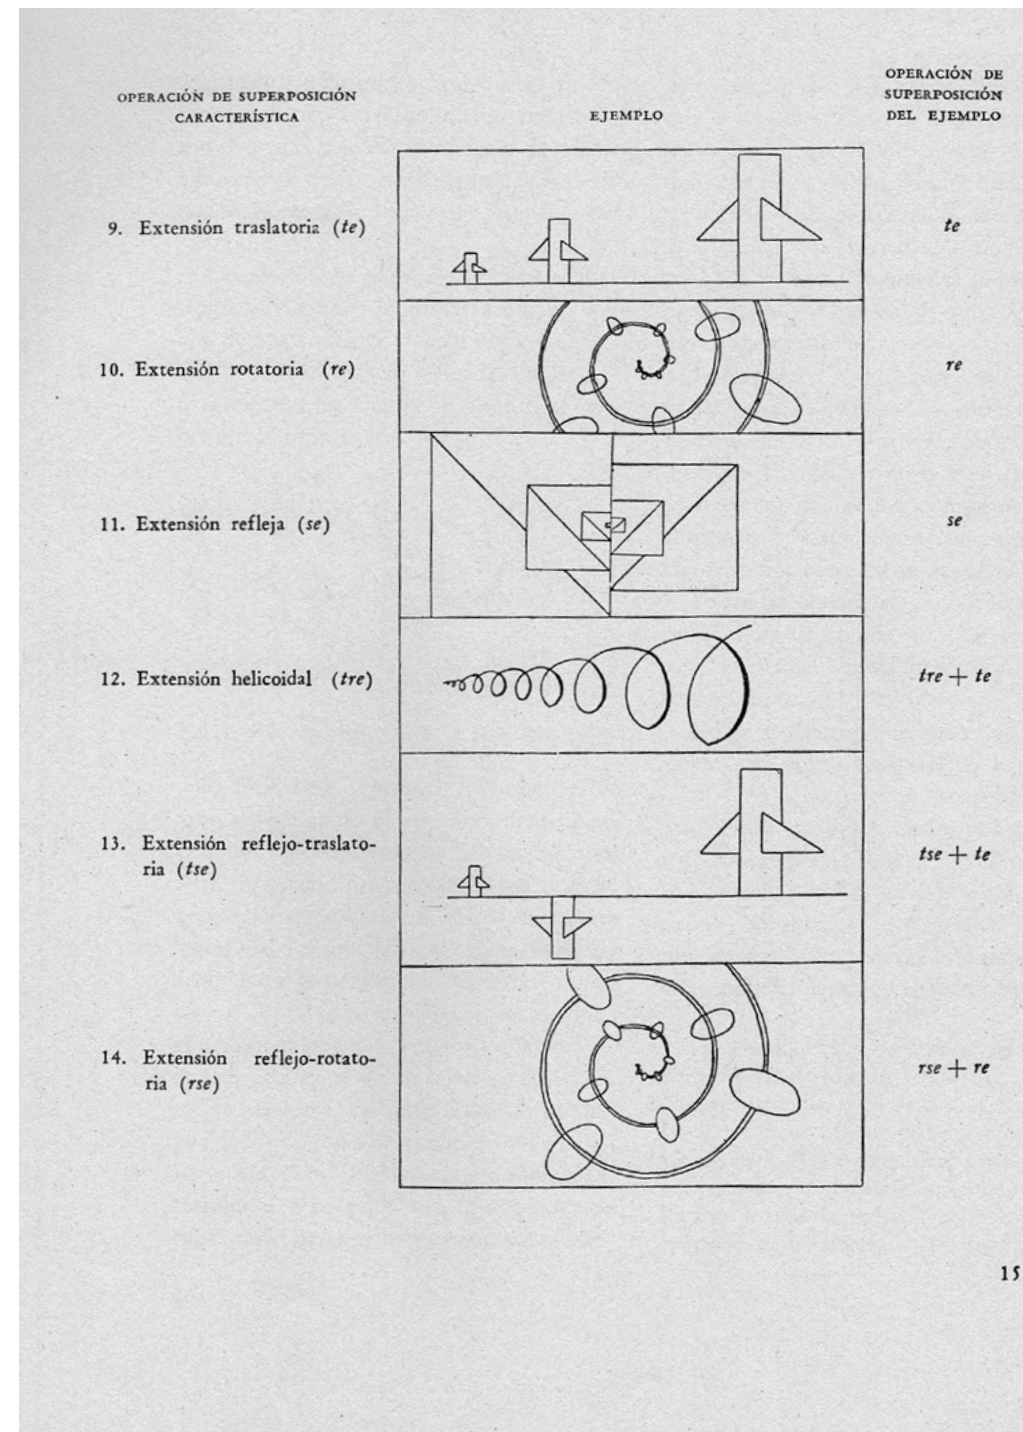 OPERACIÓN DE SUPERPOSICIÓN
CARACTERÍSTICA
EJEMPLO
OPERACIÓN DE
SUPERPOSICIÓN
DEL EJEMPLO
9. Extensión traslatoria (te)
te
10. Extensión rotatoria (re)
re
11. Extensión refleja (se)
se
12. Extensión helicoidal (tre)
tre + te
13. Extensión reflejo-traslato-
ria (tse)
tse + te
14. Extensión reflejo-rotato-
ria (rse)
rse + re
15